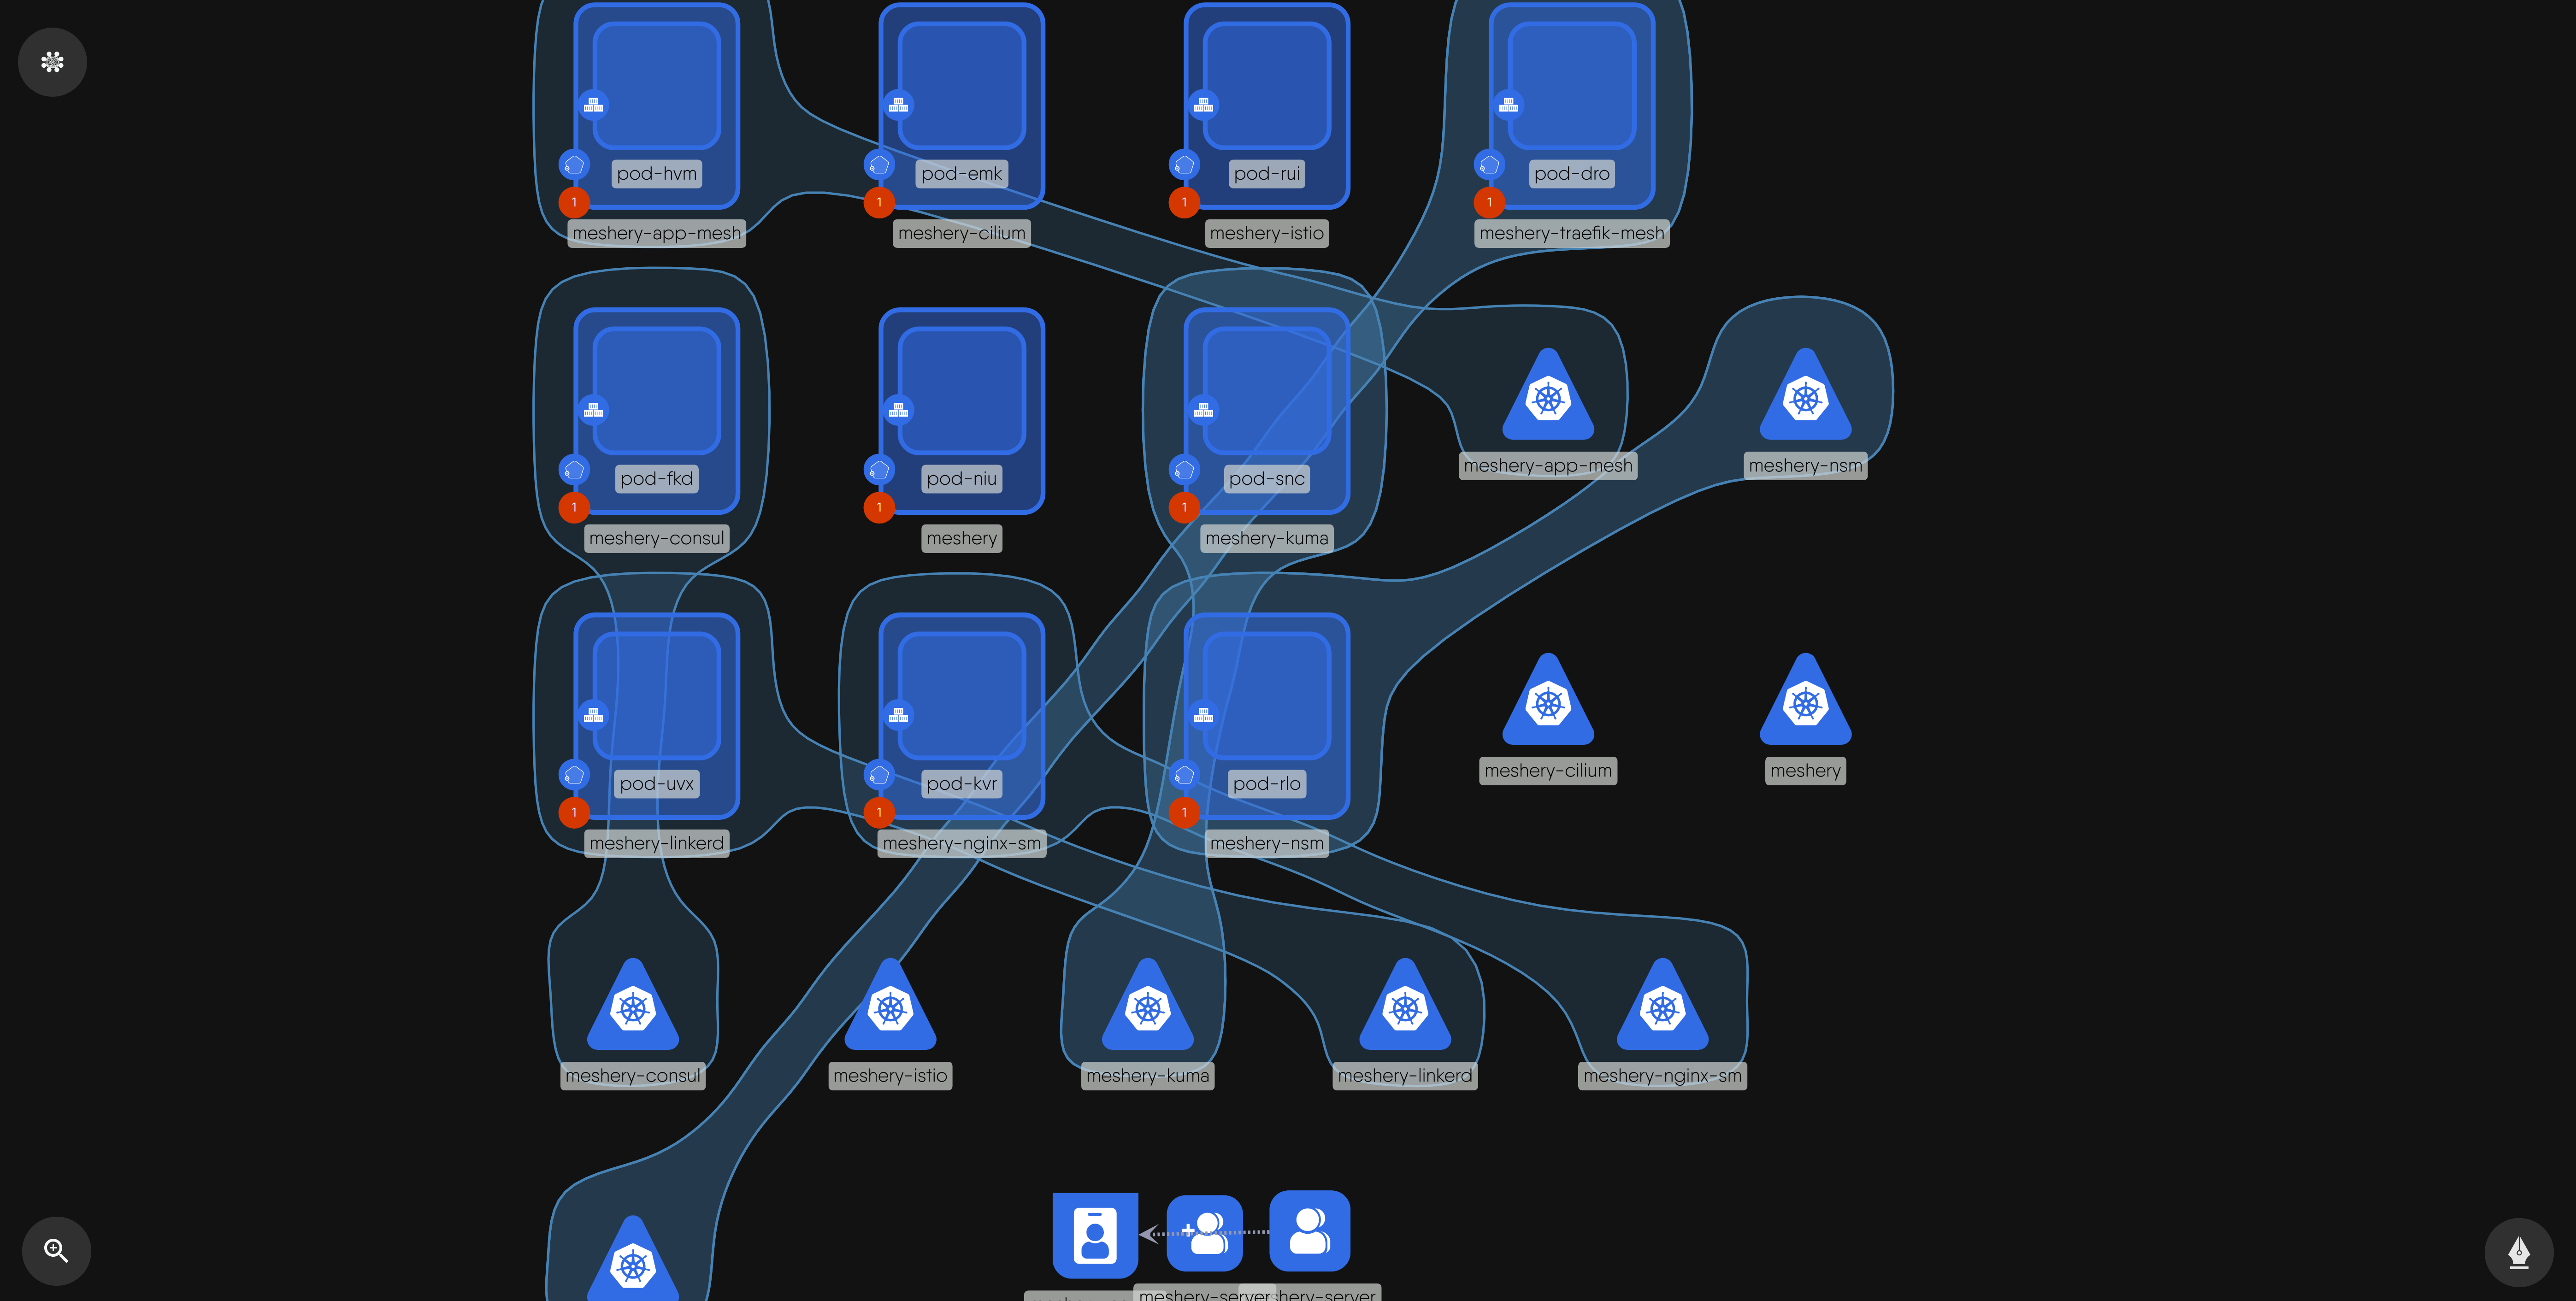 pod-hvm
pod-emk
pod-rui
pod-dro
1
1
1
1
meshery-app-mesh
meshery-cilium
meshery-istio
meshery-traefik-mesh
pod-fkd
pod-niu
pod-snc
meshery-app-mesh
meshery-nsm
1
1
1
meshery-consul
meshery
meshery-kuma
pod-uvx
pod-kvr
pod-rlo
meshery-cilium
meshery
1
1
1
meshery-linkerd
meshery-nginx-sm
meshery-nsm
meshery-consul
meshery-istio
meshery-kuma
meshery-linkerd
meshery-nginx-sm
meshery-server